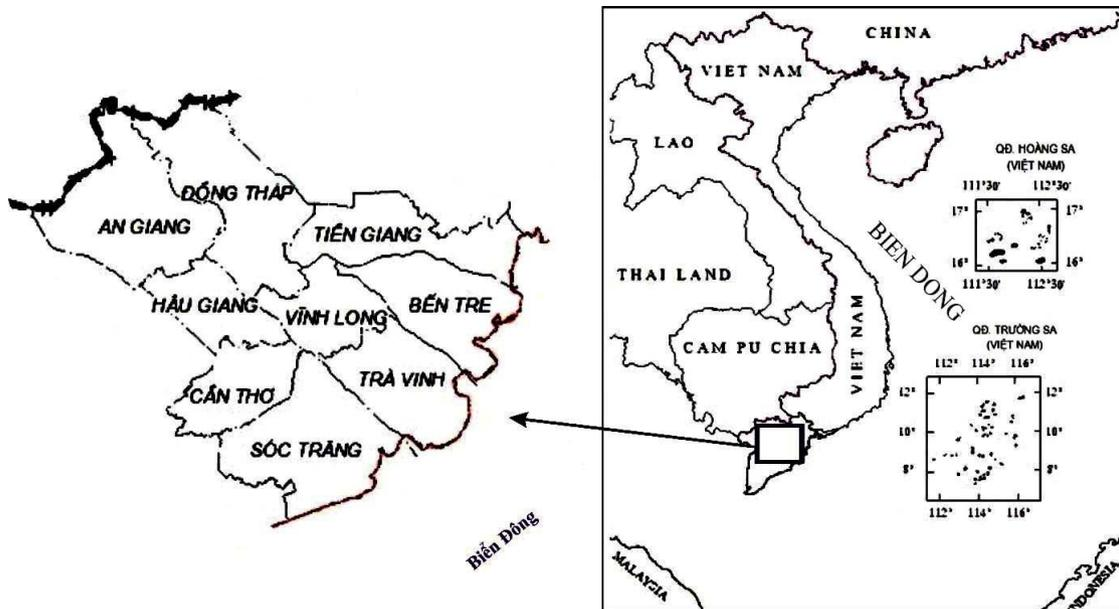 ĐỒNG THÁP
AN GIANG
TIỀN GIANG
HẬU GIANG
VĨNH LONG
BẾN TRE
CẦN THƠ
TRÀ VINH
SÓC TRĂNG
Biển Đông
CHINA
VIET NAM
LAO
THAI LAND
CAM PU CHIA
VIET NAM
BIEN DONG
QĐ. HOÀNG SA
(VIỆT NAM)
111°30' 112°30'
17° 17°
16° 16°
111°30' 112°30'
QĐ. TRƯỜNG SA
(VIỆT NAM)
112° 114° 116°
12° 12°
10° 10°
8° 8°
112° 114° 116°
MALAYGIA
INDONESIA